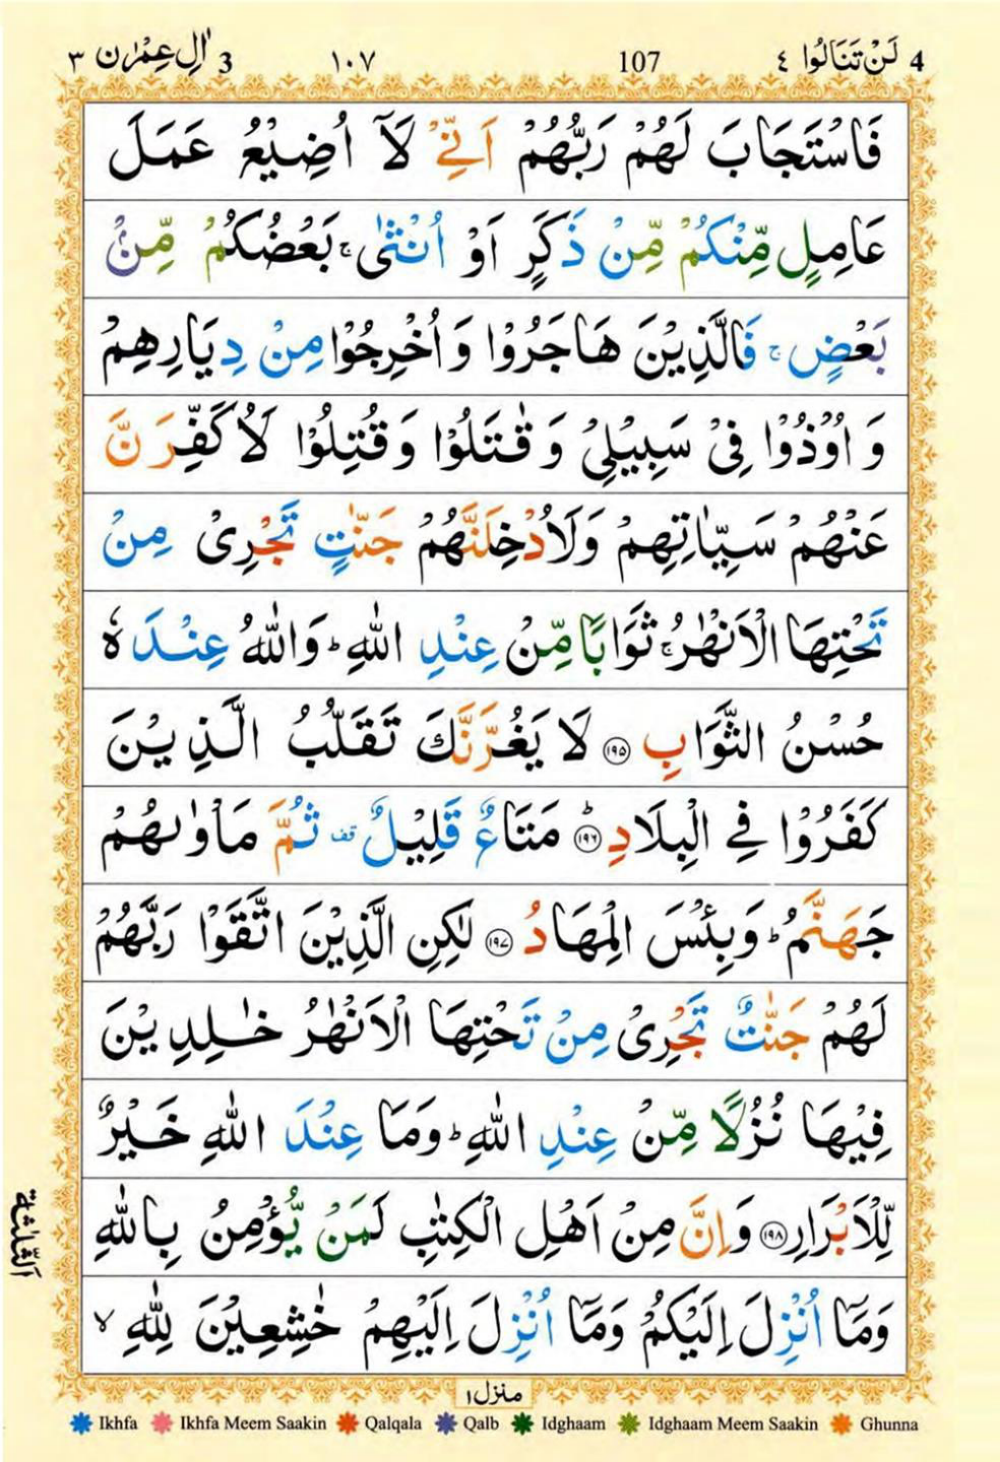 4 لَنْ تَنَالُوا ٤ 107 ١٠٧ 3 اٰلِ عِمْرٰن ٣
فَاسْتَجَابَ لَهُمْ رَبُّهُمْ اَنِّيْ لَآ اُضِيْعُ عَمَلَ
عَامِلٍ مِّنْكُمْ مِّنْ ذَكَرٍ اَوْ اُنْثٰى ۚ بَعْضُكُمْ مِّنْۢ
بَعْضٍ ۚ فَالَّذِيْنَ هَاجَرُوْا وَاُخْرِجُوْا مِنْ دِيَارِهِمْ
وَاُوْذُوْا فِيْ سَبِيْلِيْ وَقٰتَلُوْا وَقُتِلُوْا لَاُكَفِّرَنَّ
عَنْهُمْ سَيِّاٰتِهِمْ وَلَاُدْخِلَنَّهُمْ جَنّٰتٍ تَجْرِيْ مِنْ
تَحْتِهَا الْاَنْهٰرُ ۚ ثَوَابًا مِّنْ عِنْدِ اللّٰهِ ؕ وَاللّٰهُ عِنْدَهٗ
حُسْنُ الثَّوَابِ ۝١٩٥ لَا يَغُرَّنَّكَ تَقَلُّبُ الَّذِيْنَ
كَفَرُوْا فِي الْبِلَادِ ۝١٩٦ؕ مَتَاعٌ قَلِيْلٌ قف ثُمَّ مَاْوٰىهُمْ
جَهَنَّمُ ؕ وَبِئْسَ الْمِهَادُ ۝١٩٧ لٰكِنِ الَّذِيْنَ اتَّقَوْا رَبَّهُمْ
لَهُمْ جَنّٰتٌ تَجْرِيْ مِنْ تَحْتِهَا الْاَنْهٰرُ خٰلِدِيْنَ
فِيْهَا نُزُلًا مِّنْ عِنْدِ اللّٰهِ ؕ وَمَا عِنْدَ اللّٰهِ خَيْرٌ
لِّلْاَبْرَارِ ۝١٩٨ وَاِنَّ مِنْ اَهْلِ الْكِتٰبِ لَمَنْ يُّؤْمِنُ بِاللّٰهِ
وَمَآ اُنْزِلَ اِلَيْكُمْ وَمَآ اُنْزِلَ اِلَيْهِمْ خٰشِعِيْنَ لِلّٰهِ ۙ
الثلثة
منزل ١
Ikhfa Ikhfa Meem Saakin Qalqala Qalb Idghaam Idghaam Meem Saakin Ghunna